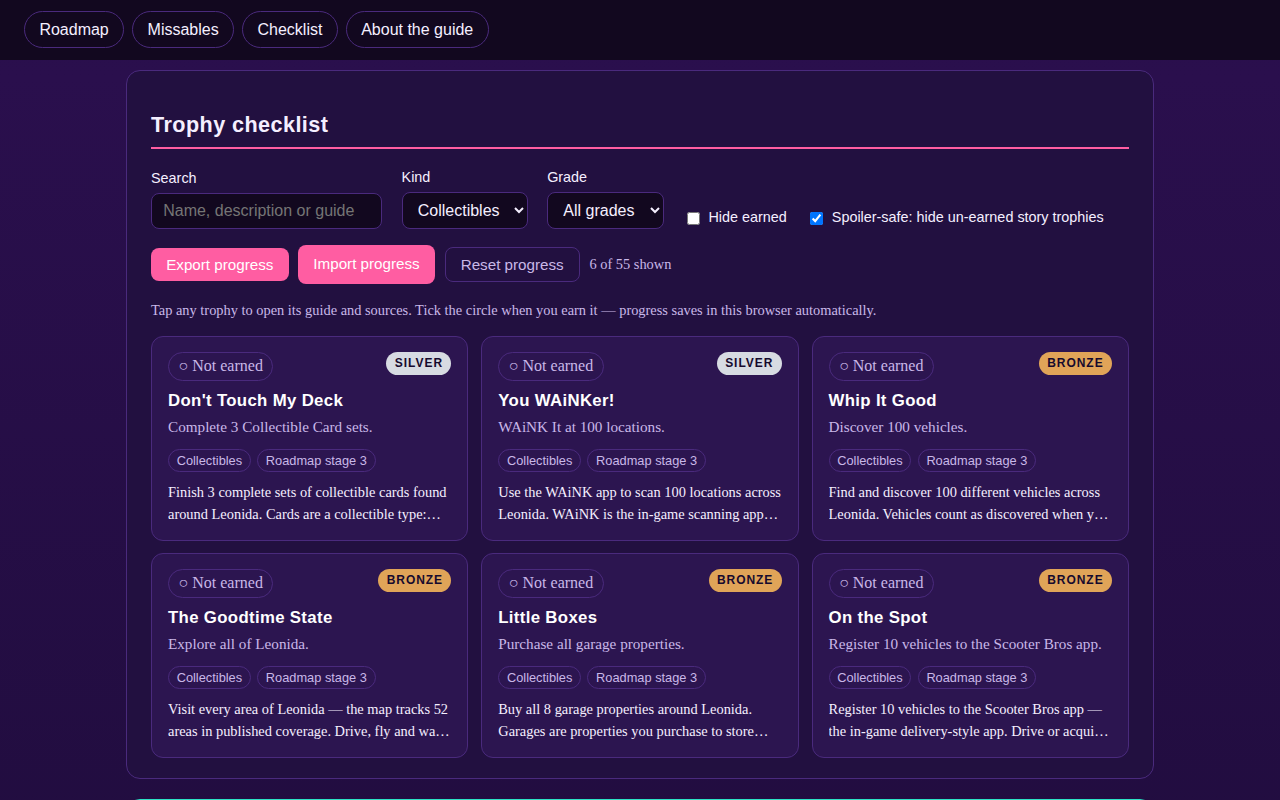 Roadmap
Missables
Checklist
About the guide
Trophy checklist
Search
Kind
Grade
Name, description or guide
Collectibles
All grades
Hide earned
Spoiler-safe: hide un-earned story trophies
Export progress
Import progress
Reset progress
6 of 55 shown
Tap any trophy to open its guide and sources. Tick the circle when you earn it — progress saves in this browser automatically.
○ Not earned
SILVER
Don't Touch My Deck
Complete 3 Collectible Card sets.
Collectibles
Roadmap stage 3
Finish 3 complete sets of collectible cards found
around Leonida. Cards are a collectible type:…
○ Not earned
SILVER
You WAiNKer!
WAiNK It at 100 locations.
Collectibles
Roadmap stage 3
Use the WAiNK app to scan 100 locations across
Leonida. WAiNK is the in-game scanning app…
○ Not earned
BRONZE
Whip It Good
Discover 100 vehicles.
Collectibles
Roadmap stage 3
Find and discover 100 different vehicles across
Leonida. Vehicles count as discovered when y…
○ Not earned
BRONZE
The Goodtime State
Explore all of Leonida.
Collectibles
Roadmap stage 3
Visit every area of Leonida — the map tracks 52
areas in published coverage. Drive, fly and wa…
○ Not earned
BRONZE
Little Boxes
Purchase all garage properties.
Collectibles
Roadmap stage 3
Buy all 8 garage properties around Leonida.
Garages are properties you purchase to store…
○ Not earned
BRONZE
On the Spot
Register 10 vehicles to the Scooter Bros app.
Collectibles
Roadmap stage 3
Register 10 vehicles to the Scooter Bros app —
the in-game delivery-style app. Drive or acqui…